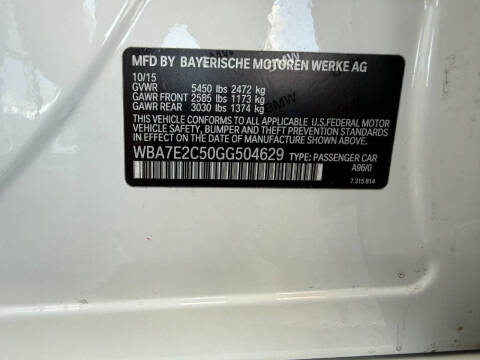 MFD BY BAYERISCHE MOTOREN WERKE AG
10/15
GVWR 5450 lbs 2472 kg
GAWR FRONT 2585 lbs 1173 kg
GAWR REAR 3030 lbs 1374 kg
THIS VEHICLE CONFORMS TO ALL APPLICABLE U.S.FEDERAL MOTOR
VEHICLE SAFETY, BUMPER AND THEFT PREVENTION STANDARDS
IN EFFECT ON THE DATE OF MANUFACTURE SHOWN ABOVE.
WBA7E2C50GG504629 TYPE: PASSENGER CAR
A96/0
7 315 814
BMW